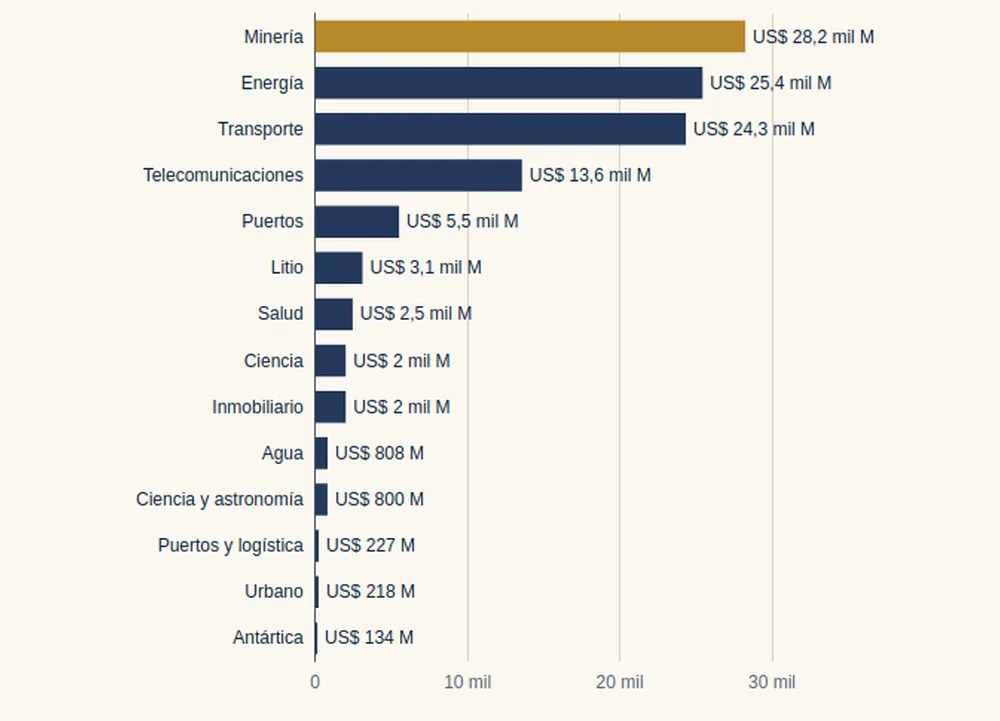 Minería US$ 28,2 mil M
Energía US$ 25,4 mil M
Transporte US$ 24,3 mil M
Telecomunicaciones US$ 13,6 mil M
Puertos US$ 5,5 mil M
Litio US$ 3,1 mil M
Salud US$ 2,5 mil M
Ciencia US$ 2 mil M
Inmobiliario US$ 2 mil M
Agua US$ 808 M
Ciencia y astronomía US$ 800 M
Puertos y logística US$ 227 M
Urbano US$ 218 M
Antártica US$ 134 M
0 10 mil 20 mil 30 mil